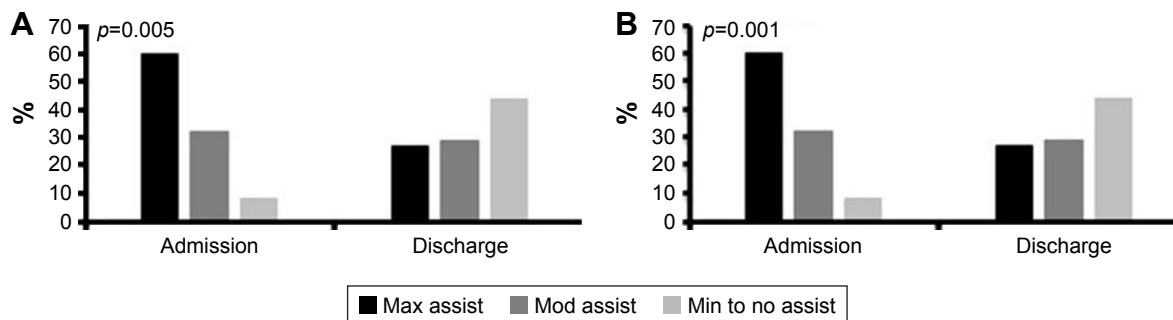 A
p=0.005
%
70
60
50
40
30
20
10
0
Admission Discharge
B
p=0.001
%
70
60
50
40
30
20
10
0
Admission Discharge
Max assist Mod assist Min to no assist